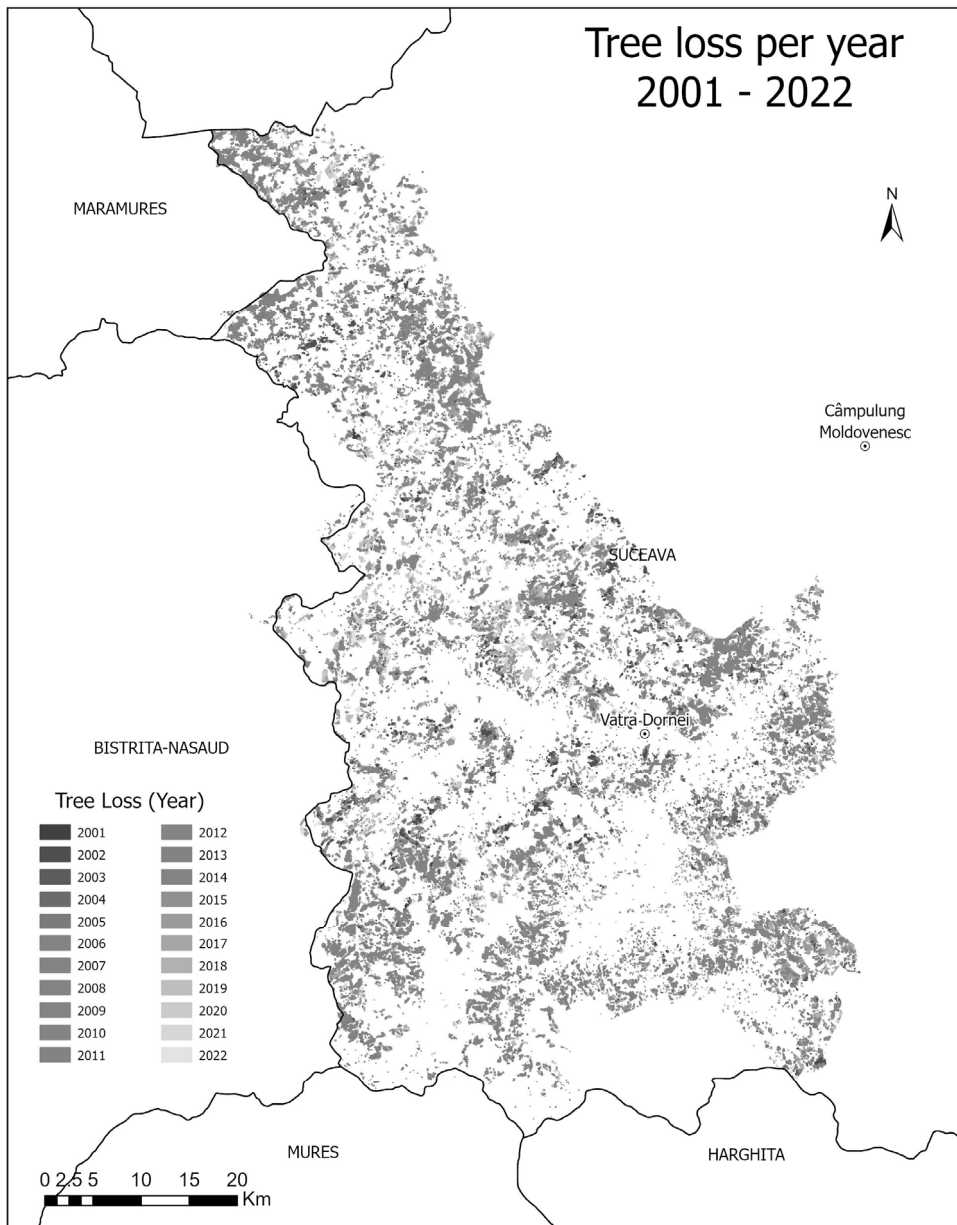 Tree loss per year
2001 - 2022
N
MARAMURES
Câmpulung
Moldovenesc
SUCEAVA
Vatra Dornei
BISTRITA-NASAUD
Tree Loss (Year)
2001 2012
2002 2013
2003 2014
2004 2015
2005 2016
2006 2017
2007 2018
2008 2019
2009 2020
2010 2021
2011 2022
MURES
HARGHITA
0 2.5 5 10 15 20
Km